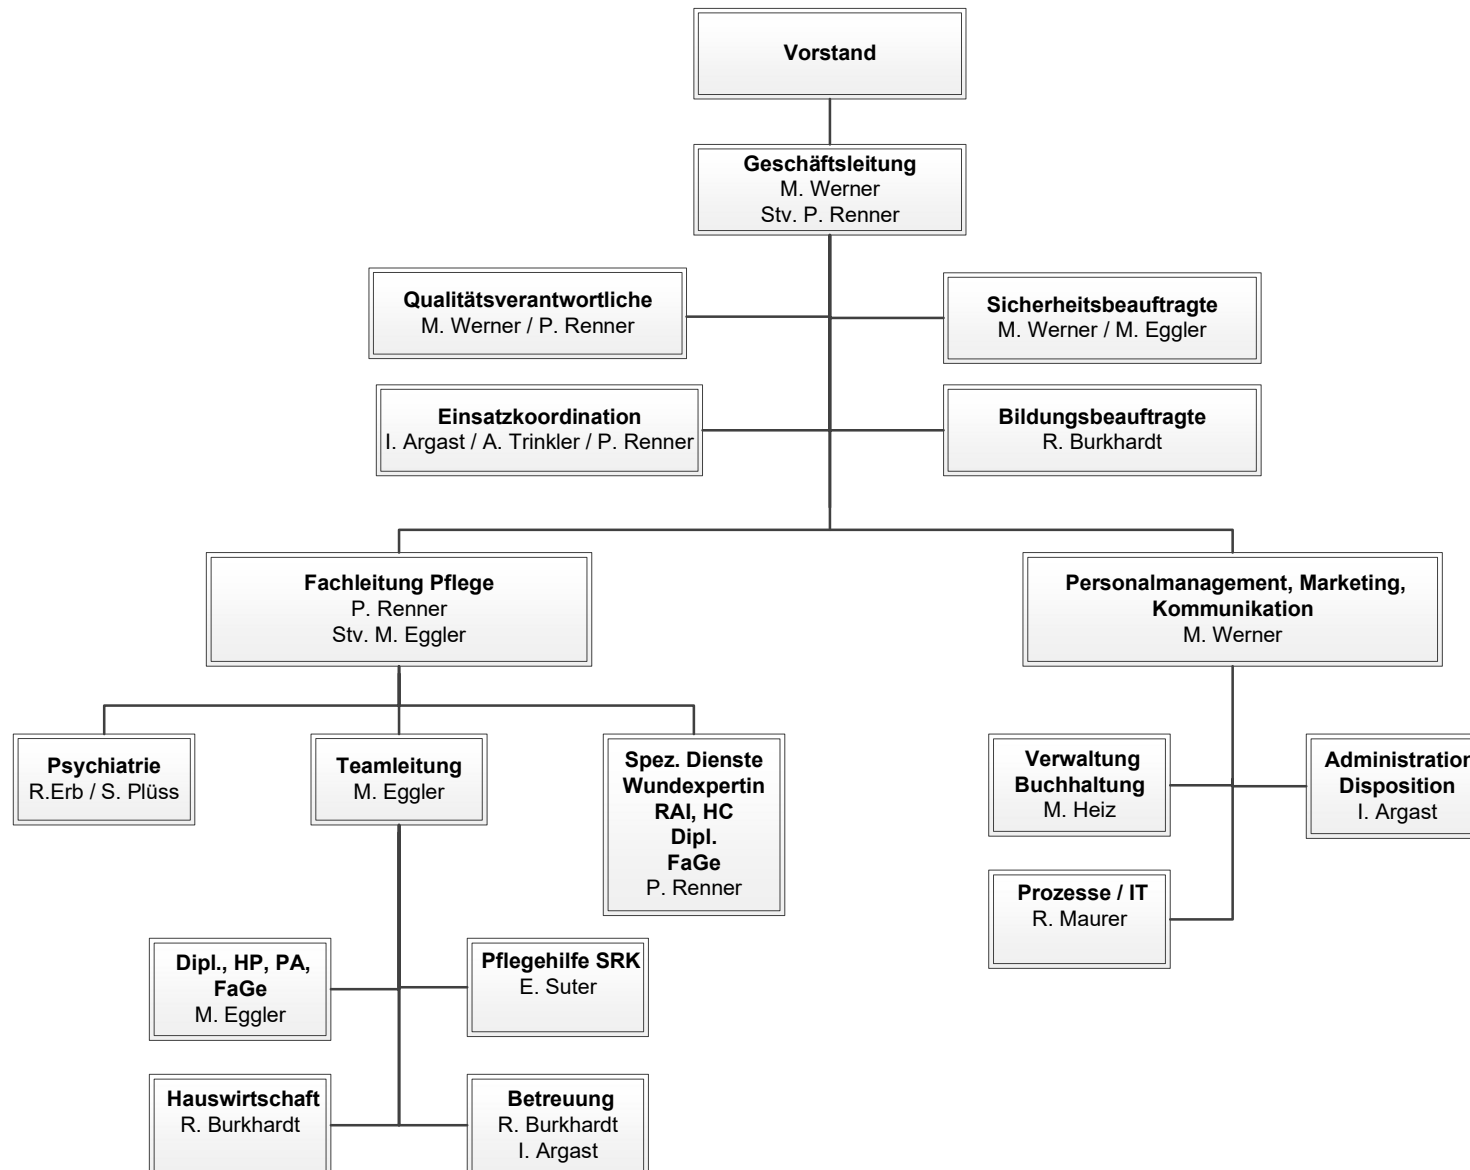 Vorstand
Geschäftsleitung
M. Werner
Stv. P. Renner
Qualitätsverantwortliche
M. Werner / P. Renner
Sicherheitsbeauftragte
M. Werner / M. Eggler
Einsatzkoordination
I. Argast / A. Trinkler / P. Renner
Bildungsbeauftragte
R. Burkhardt
Fachleitung Pflege
P. Renner
Stv. M. Eggler
Personalmanagement, Marketing,
Kommunikation
M. Werner
Psychiatrie
R.Erb / S. Plüss
Teamleitung
M. Eggler
Spez. Dienste
Wundexpertin
RAI, HC
Dipl.
FaGe
P. Renner
Verwaltung
Buchhaltung
M. Heiz
Administration
Disposition
I. Argast
Prozesse / IT
R. Maurer
Dipl., HP, PA,
FaGe
M. Eggler
Pflegehilfe SRK
E. Suter
Hauswirtschaft
R. Burkhardt
Betreuung
R. Burkhardt
I. Argast